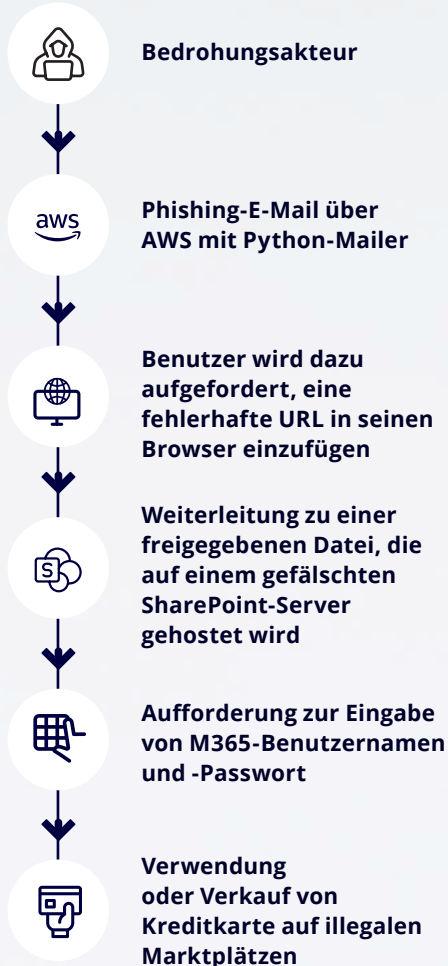 Bedrohungsakteur
aws
Phishing-E-Mail über
AWS mit Python-Mailer
Benutzer wird dazu
aufgefordert, eine
fehlerhafte URL in seinen
Browser einzufügen
S
Weiterleitung zu einer
freigegebenen Datei, die
auf einem gefälschten
SharePoint-Server
gehostet wird
Aufforderung zur Eingabe
von M365-Benutzernamen
und -Passwort
Verwendung
oder Verkauf von
Kreditkarte auf illegalen
Marktplätzen